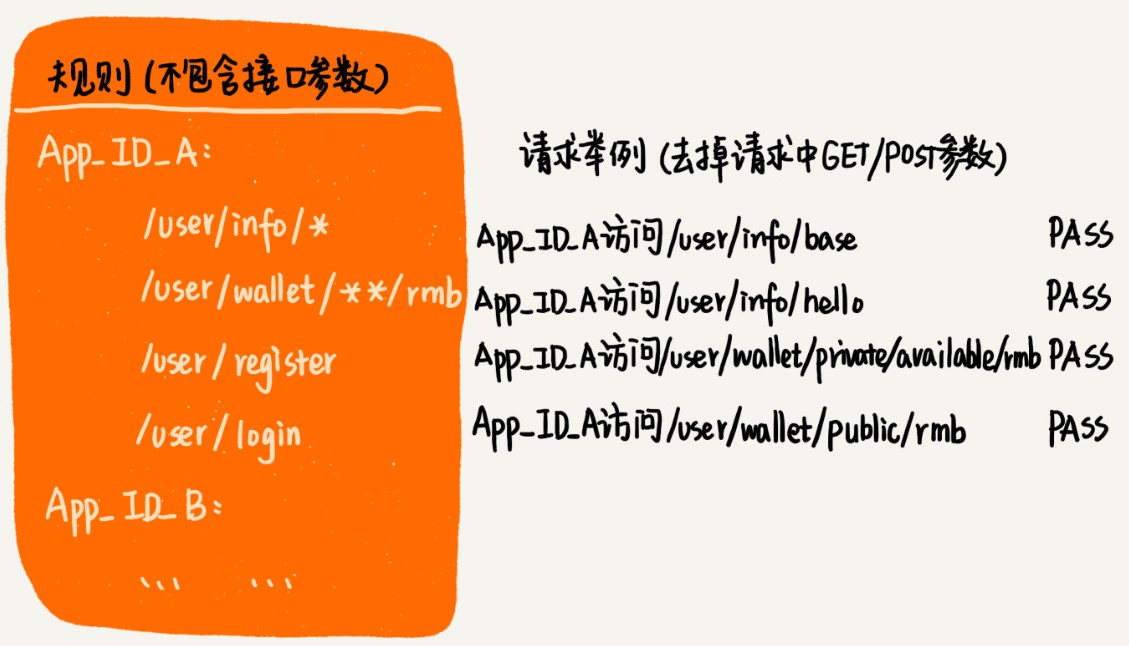 规则(不包含接口参数)
App_ID_A:
/user/info/*
/user/wallet/**/rmb
/user/register
/user/login
App_ID_B:
... ...
请求举例(去掉请求中GET/POST参数)
App_ID_A访问/user/info/base PASS
App_ID_A访问/user/info/hello PASS
App_ID_A访问/user/wallet/private/available/rmb PASS
App_ID_A访问/user/wallet/public/rmb PASS